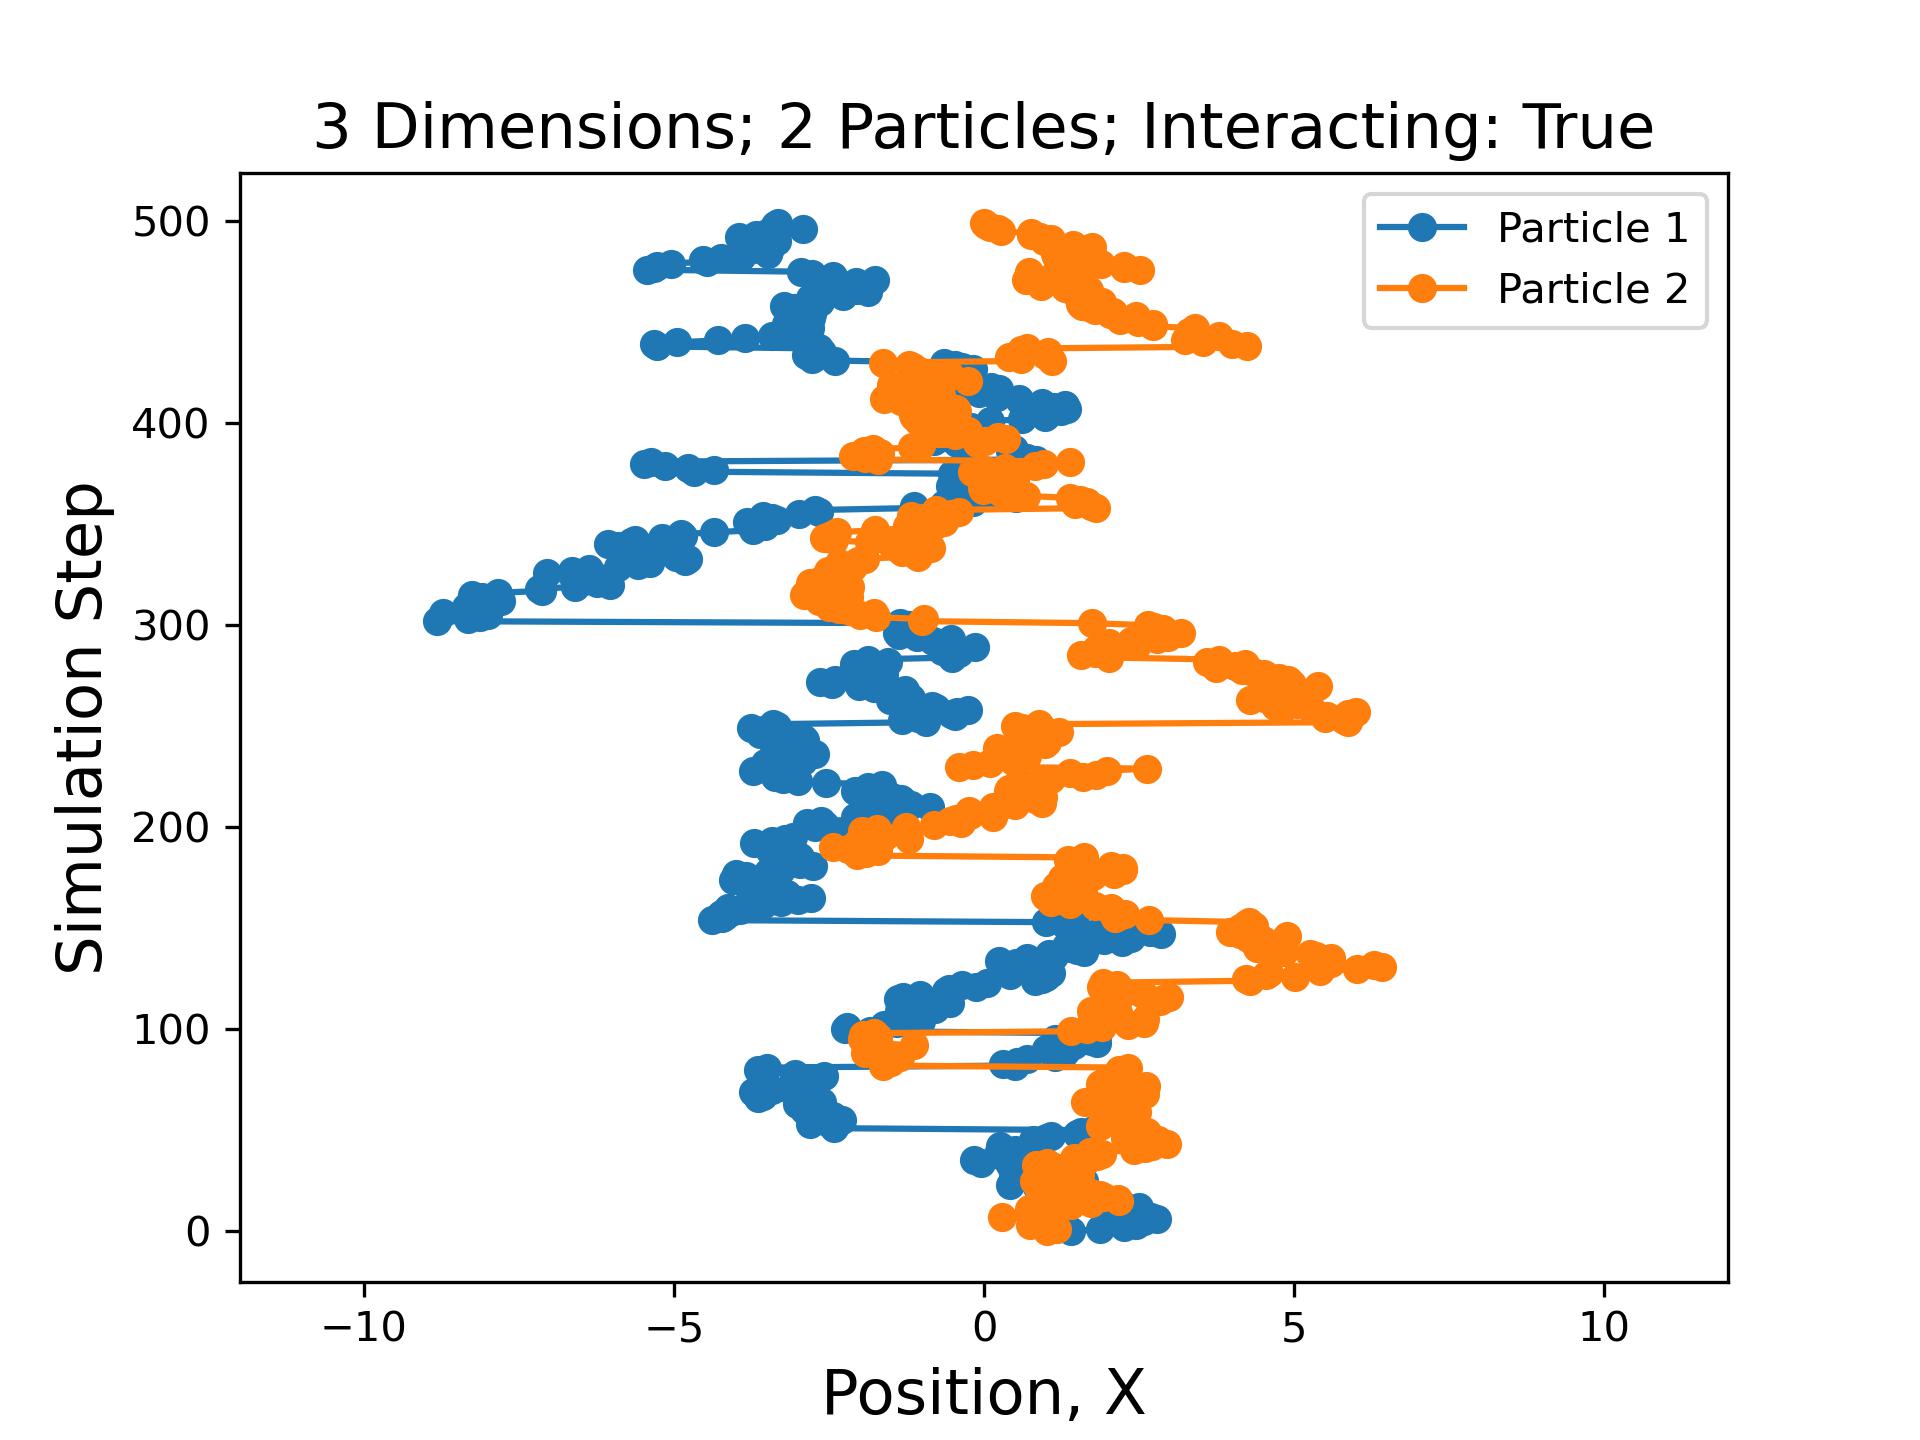 3 Dimensions; 2 Particles; Interacting: True
Particle 1
Particle 2
500
400
300
200
100
0
Simulation Step
−10
−5
0
5
10
Position, X